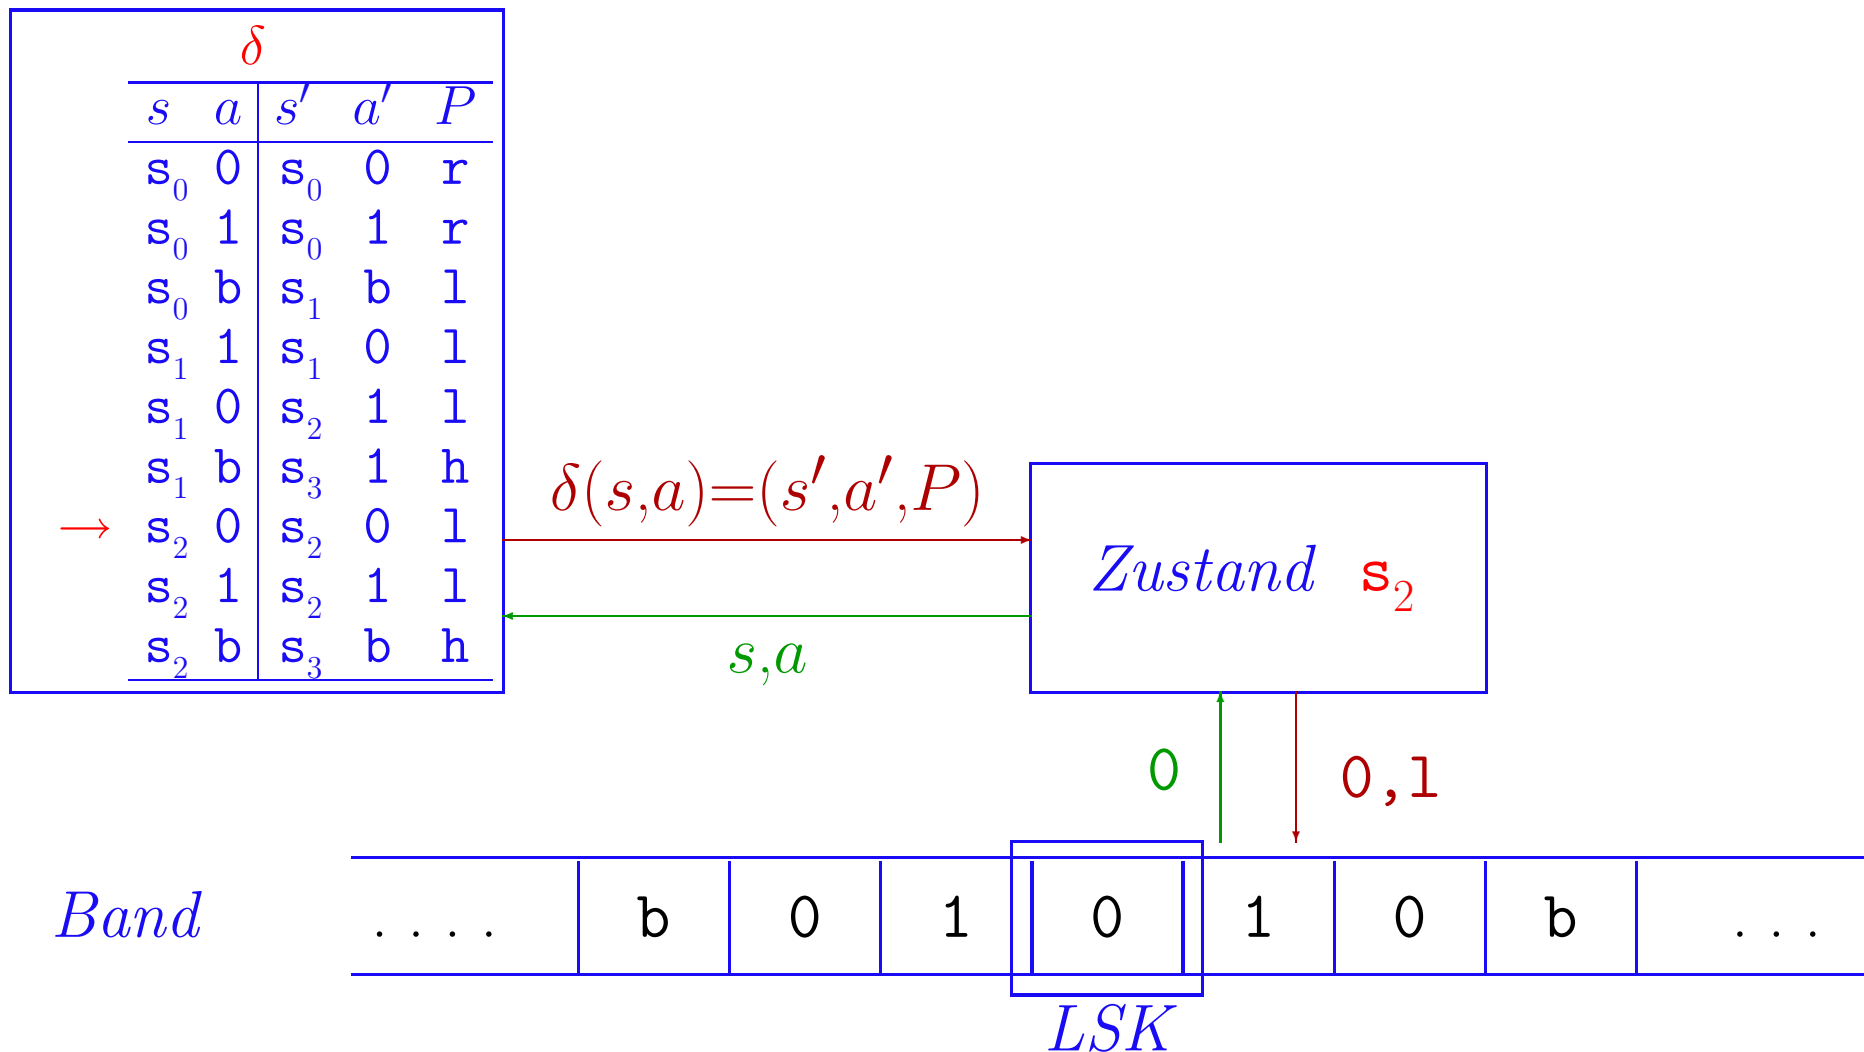 δ
s a s′ a′ P
s₀ 0 s₀ 0 r
s₀ 1 s₀ 1 r
s₀ b s₁ b l
s₁ 1 s₁ 0 l
s₁ 0 s₂ 1 l
s₁ b s₃ 1 h
→ s₂ 0 s₂ 0 l
s₂ 1 s₂ 1 l
s₂ b s₃ b h
δ(s,a)=(s′,a′,P)
s,a
Zustand s₂
0
0,l
Band . . . . b 0 1 0 1 0 b . . .
LSK